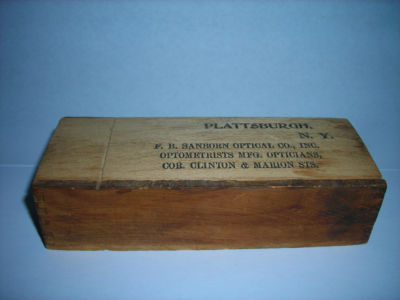 PLATTSBURGH,
N. Y.
F. B. SANBORN OPTICAL CO., INC.
OPTOMETRISTS MFG. OPTICIANS,
COR. CLINTON & MARION STS.